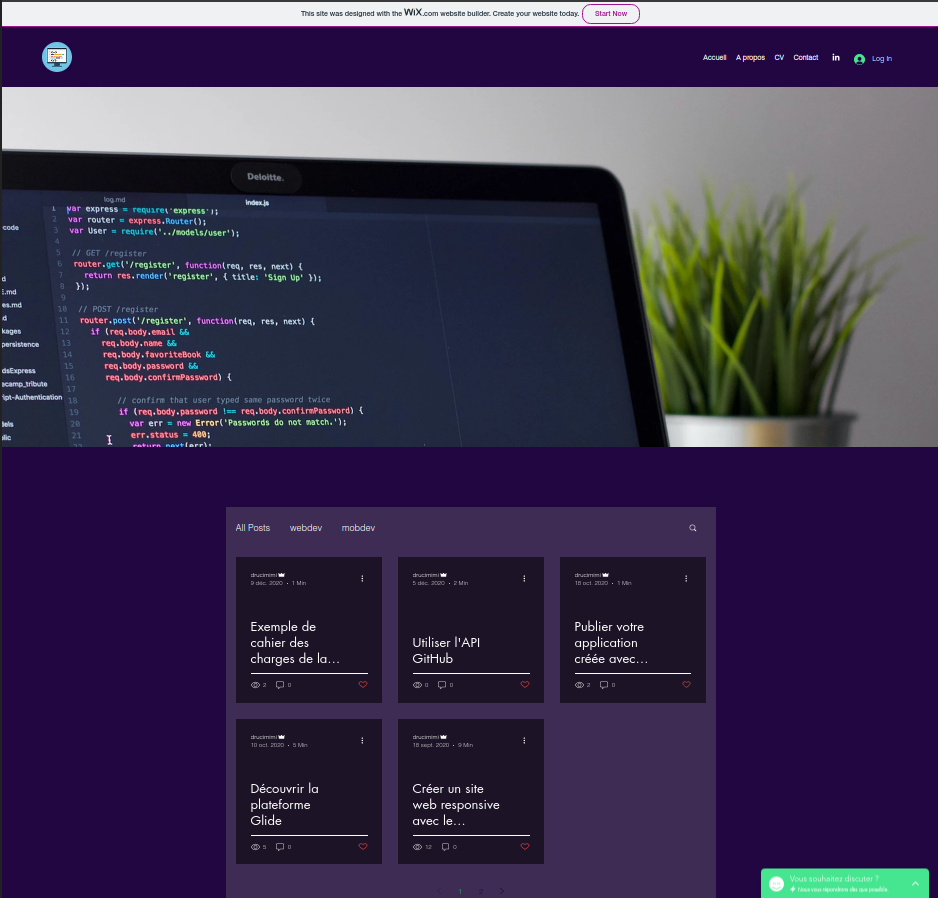 This site was designed with the WiX.com website builder. Create your website today. Start Now
Accueil A propos CV Contact in Log In
Deloitte.
log.md index.js
1 var express = require('express');
2 var router = express.Router();
3 var User = require('../models/user');
4
5 // GET /register
6 router.get('/register', function(req, res, next) {
7 return res.render('register', { title: 'Sign Up' });
8 });
9
10 // POST /register
11 router.post('/register', function(req, res, next) {
12 if (req.body.email &&
13 req.body.name &&
14 req.body.favoriteBook &&
15 req.body.password &&
16 req.body.confirmPassword) {
17
18 // confirm that user typed same password twice
19 if (req.body.password !== req.body.confirmPassword) {
20 var err = new Error('Passwords do not match.');
21 err.status = 400;
return next(err);
-code
d
E.md
es.md
d
kages
persistence
dsExpress
ecamp_tribute
ript-Authentication
dels
blic
All Posts webdev mobdev
drucimimi
9 déc. 2020 • 1 Min
Exemple de
cahier des
charges de la...
2 0
drucimimi
5 déc. 2020 • 2 Min
Utiliser l'API
GitHub
0 0
drucimimi
18 oct. 2020 • 1 Min
Publier votre
application
créée avec...
2 0
drucimimi
10 oct. 2020 • 5 Min
Découvrir la
plateforme
Glide
5 0
drucimimi
18 sept. 2020 • 9 Min
Créer un site
web responsive
avec le...
12 0
1 2
Vous souhaitez discuter ?
Nous vous répondrons dès que possible